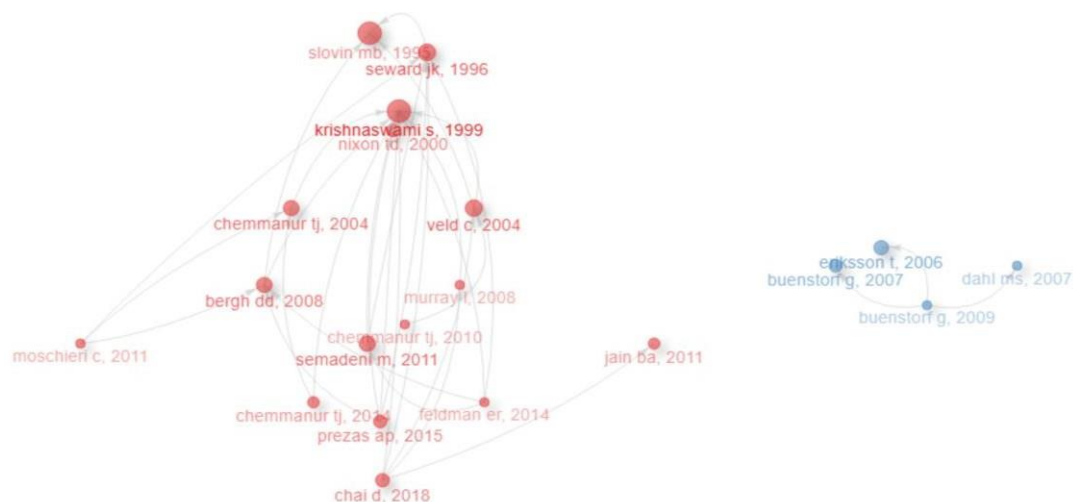 slovin mb, 1995
seward jk, 1996
krishnaswami s, 1999
nixon td, 2000
chemmanur tj, 2004
veld c, 2004
eriksson t, 2006
buenstorf g, 2007
dahl ms, 2007
bergh dd, 2008
murray l, 2008
buenstorf g, 2009
chemmanur tj, 2010
moschieri c, 2011
semadeni m, 2011
jain ba, 2011
chemmanur tj, 2014
feldman er, 2014
prezas ap, 2015
chai d, 2018